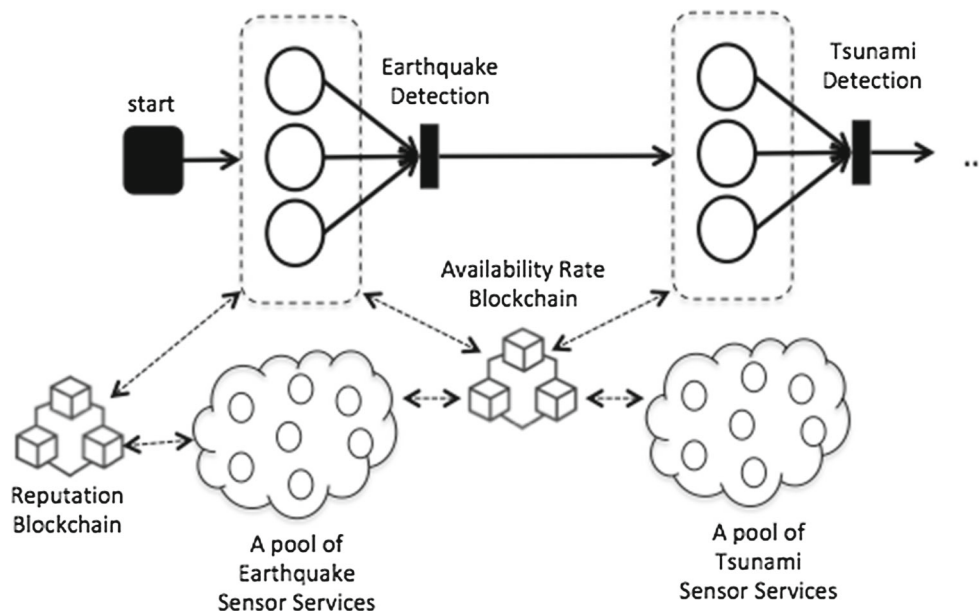 start
Earthquake
Detection
Tsunami
Detection
...
Availability Rate
Blockchain
Reputation
Blockchain
A pool of
Earthquake
Sensor Services
A pool of
Tsunami
Sensor Services